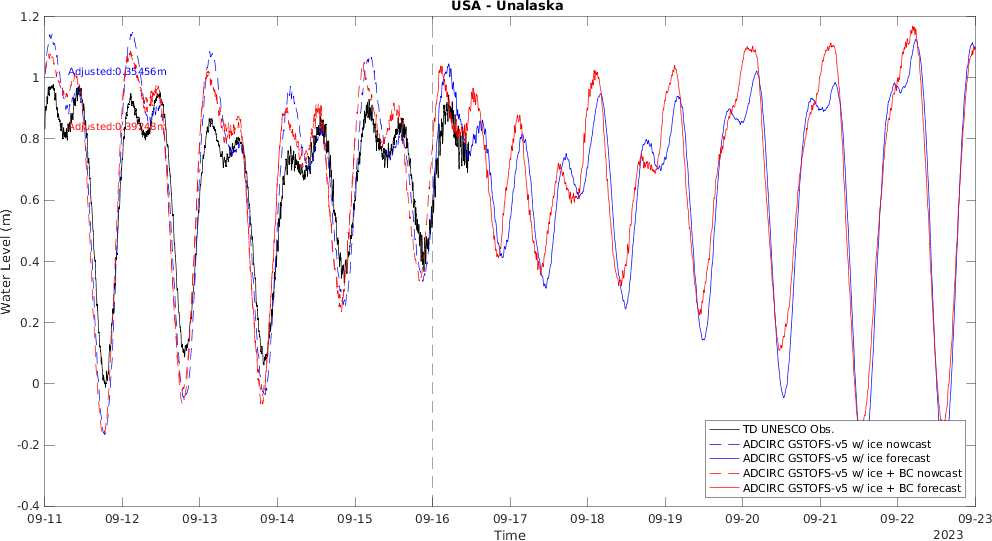 USA - Unalaska
1.2
1
0.8
0.6
0.4
0.2
0
-0.2
-0.4
Water Level (m)
Adjusted:0.35456m
TD UNESCO Obs.
ADCIRC GSTOFS-v5 w/ ice nowcast
ADCIRC GSTOFS-v5 w/ ice forecast
ADCIRC GSTOFS-v5 w/ ice + BC nowcast
ADCIRC GSTOFS-v5 w/ ice + BC forecast
09-11 09-12 09-13 09-14 09-15 09-16 09-17 09-18 09-19 09-20 09-21 09-22 09-23
Time
2023